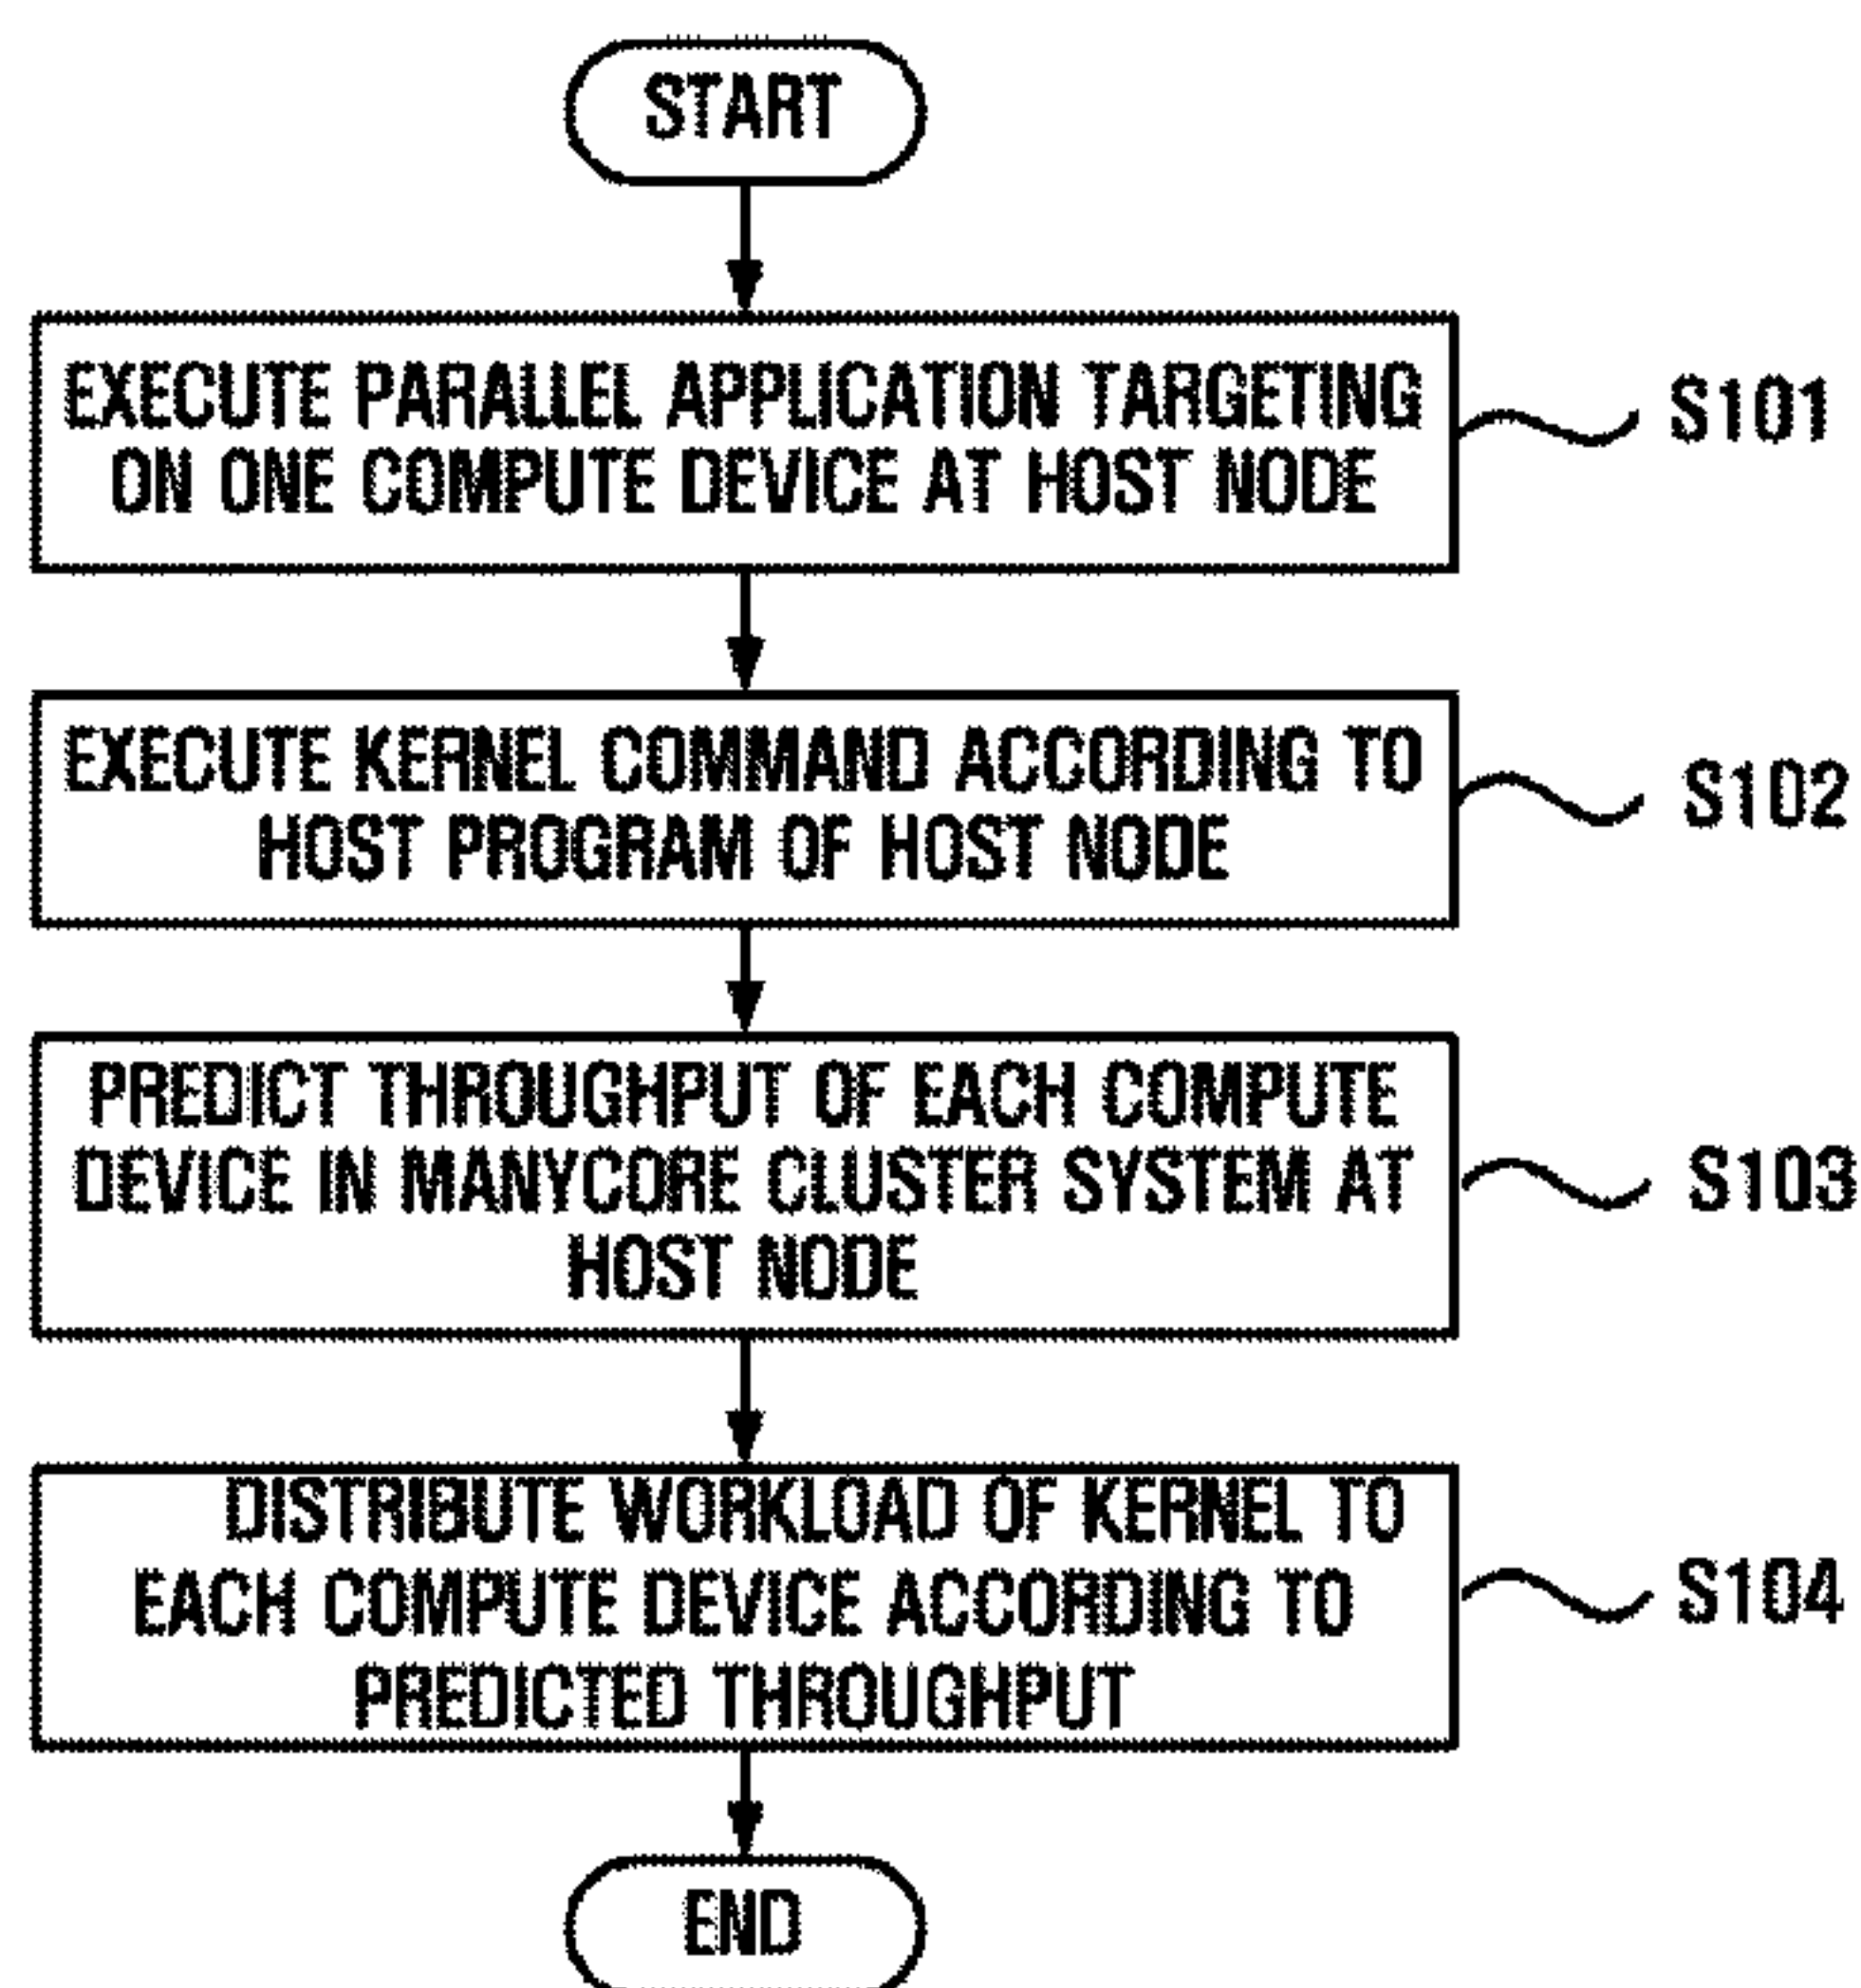 START
EXECUTE PARALLEL APPLICATION TARGETING
ON ONE COMPUTE DEVICE AT HOST NODE
S101
EXECUTE KERNEL COMMAND ACCORDING TO
HOST PROGRAM OF HOST NODE
S102
PREDICT THROUGHPUT OF EACH COMPUTE
DEVICE IN MANYCORE CLUSTER SYSTEM AT
HOST NODE
S103
DISTRIBUTE WORKLOAD OF KERNEL TO
EACH COMPUTE DEVICE ACCORDING TO
PREDICTED THROUGHPUT
S104
END